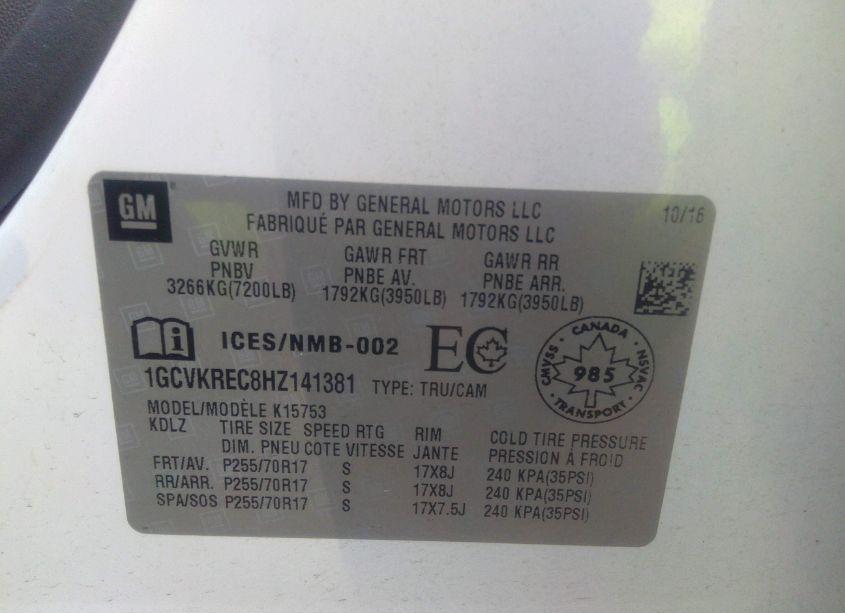 GM
MFD BY GENERAL MOTORS LLC
FABRIQUÉ PAR GENERAL MOTORS LLC
10/16
GVWR GAWR FRT GAWR RR
PNBV PNBE AV. PNBE ARR.
3266KG(7200LB) 1792KG(3950LB) 1792KG(3950LB)
i ICES/NMB-002 EC
CANADA
CMVSS 985 NSVAC
TRANSPORT
1GCVKREC8HZ141381 TYPE: TRU/CAM
MODEL/MODÈLE K15753
KDLZ TIRE SIZE SPEED RTG RIM COLD TIRE PRESSURE
DIM. PNEU COTE VITESSE JANTE PRESSION À FROID
FRT/AV. P255/70R17 S 17X8J 240 KPA(35PSI)
RR/ARR. P255/70R17 S 17X8J 240 KPA(35PSI)
SPA/SOS P255/70R17 S 17X7.5J 240 KPA(35PSI)